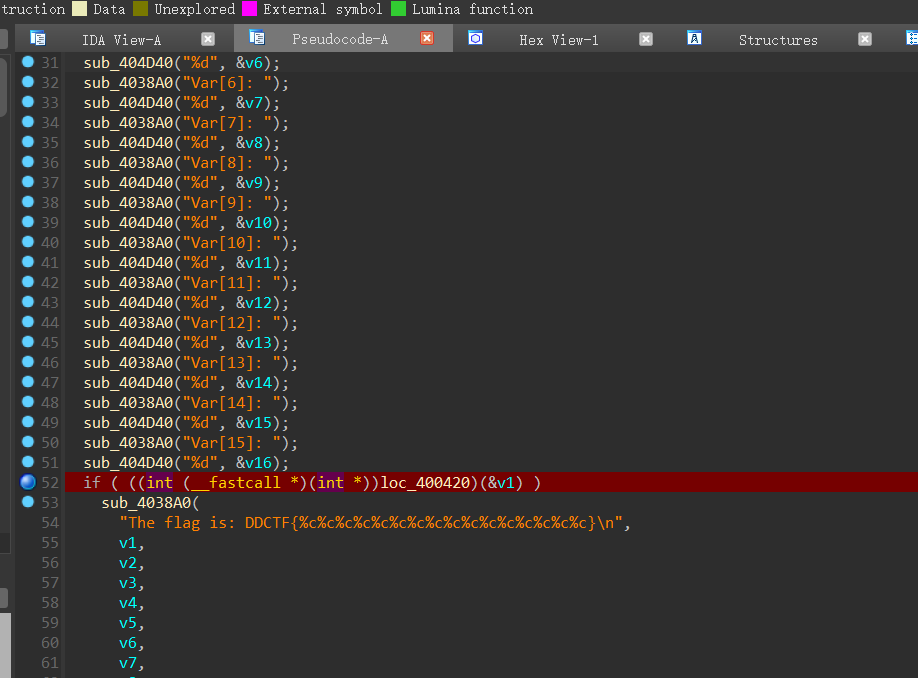 truction Data Unexplored External symbol Lumina function
IDA View-A Pseudocode-A Hex View-1 Structures
31 sub_404D40("%d", &v6);
32 sub_4038A0("Var[6]: ");
33 sub_404D40("%d", &v7);
34 sub_4038A0("Var[7]: ");
35 sub_404D40("%d", &v8);
36 sub_4038A0("Var[8]: ");
37 sub_404D40("%d", &v9);
38 sub_4038A0("Var[9]: ");
39 sub_404D40("%d", &v10);
40 sub_4038A0("Var[10]: ");
41 sub_404D40("%d", &v11);
42 sub_4038A0("Var[11]: ");
43 sub_404D40("%d", &v12);
44 sub_4038A0("Var[12]: ");
45 sub_404D40("%d", &v13);
46 sub_4038A0("Var[13]: ");
47 sub_404D40("%d", &v14);
48 sub_4038A0("Var[14]: ");
49 sub_404D40("%d", &v15);
50 sub_4038A0("Var[15]: ");
51 sub_404D40("%d", &v16);
52 if ( ((int (__fastcall *)(int *))loc_400420)(&v1) )
53 sub_4038A0(
54 "The flag is: DDCTF{%c%c%c%c%c%c%c%c%c%c%c%c%c%c%c%c}\n",
55 v1,
56 v2,
57 v3,
58 v4,
59 v5,
60 v6,
61 v7,